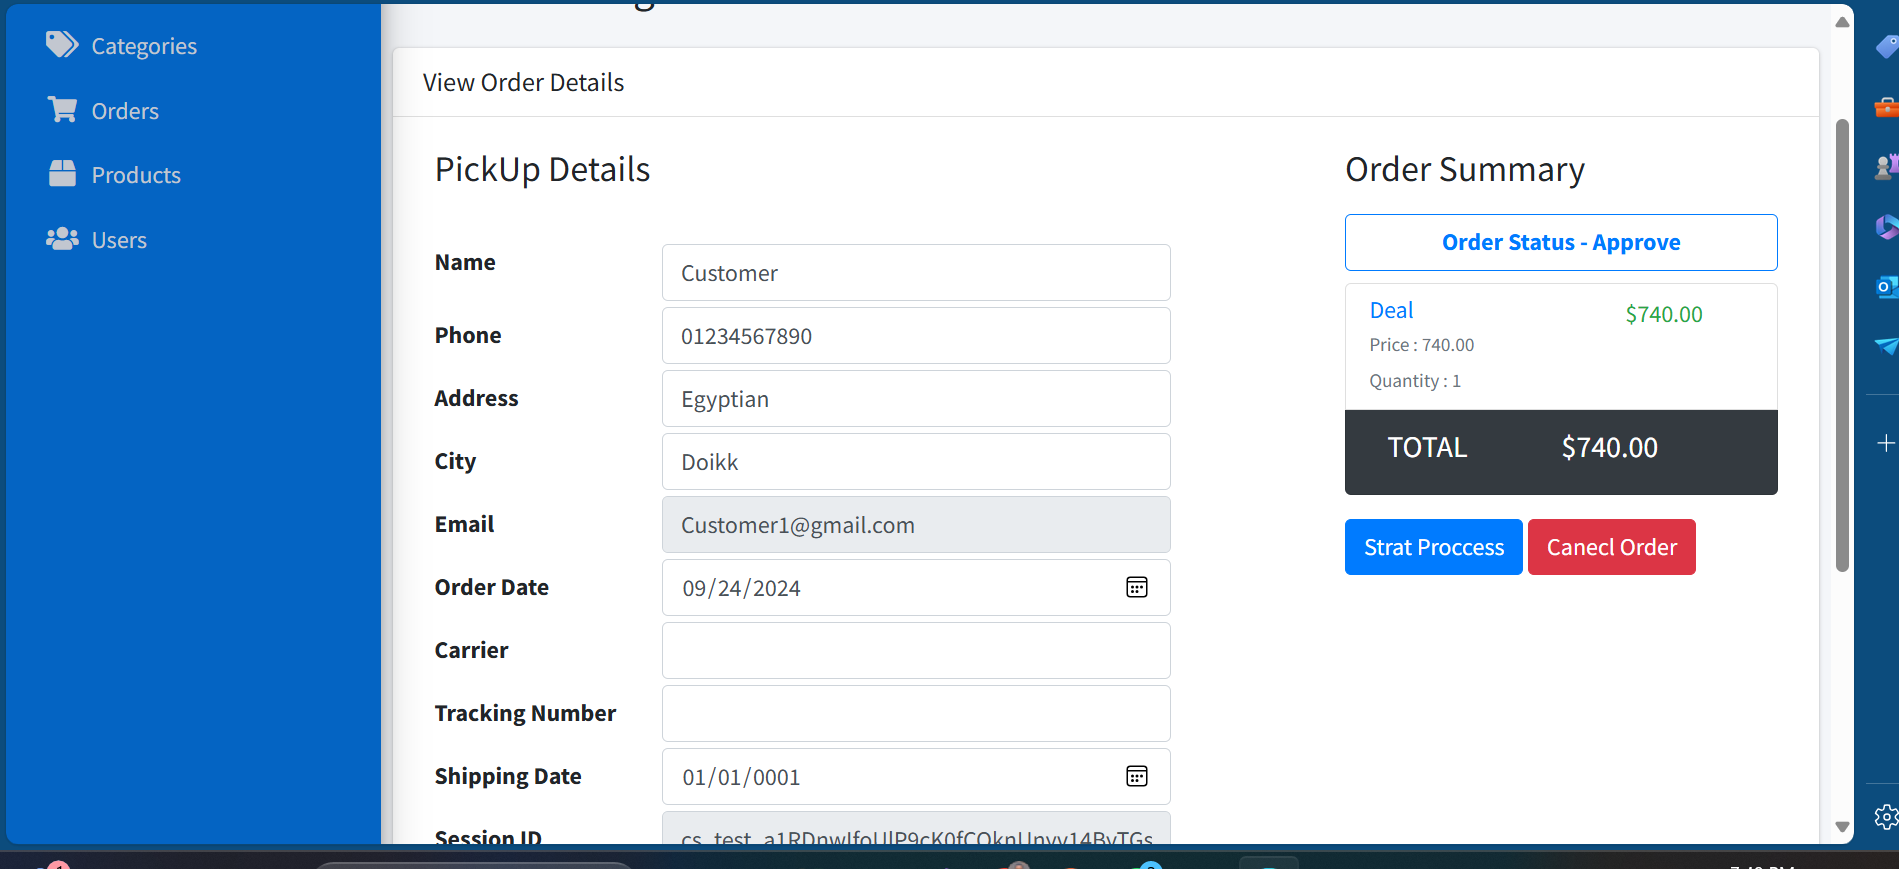 Categories
Orders
Products
Users
View Order Details
PickUp Details
Name
Customer
Phone
01234567890
Address
Egyptian
City
Doikk
Email
Customer1@gmail.com
Order Date
09/24/2024
Carrier
Tracking Number
Shipping Date
01/01/0001
Session ID
Order Summary
Order Status - Approve
Deal
$740.00
Price : 740.00
Quantity : 1
TOTAL
$740.00
Strat Proccess
Canecl Order